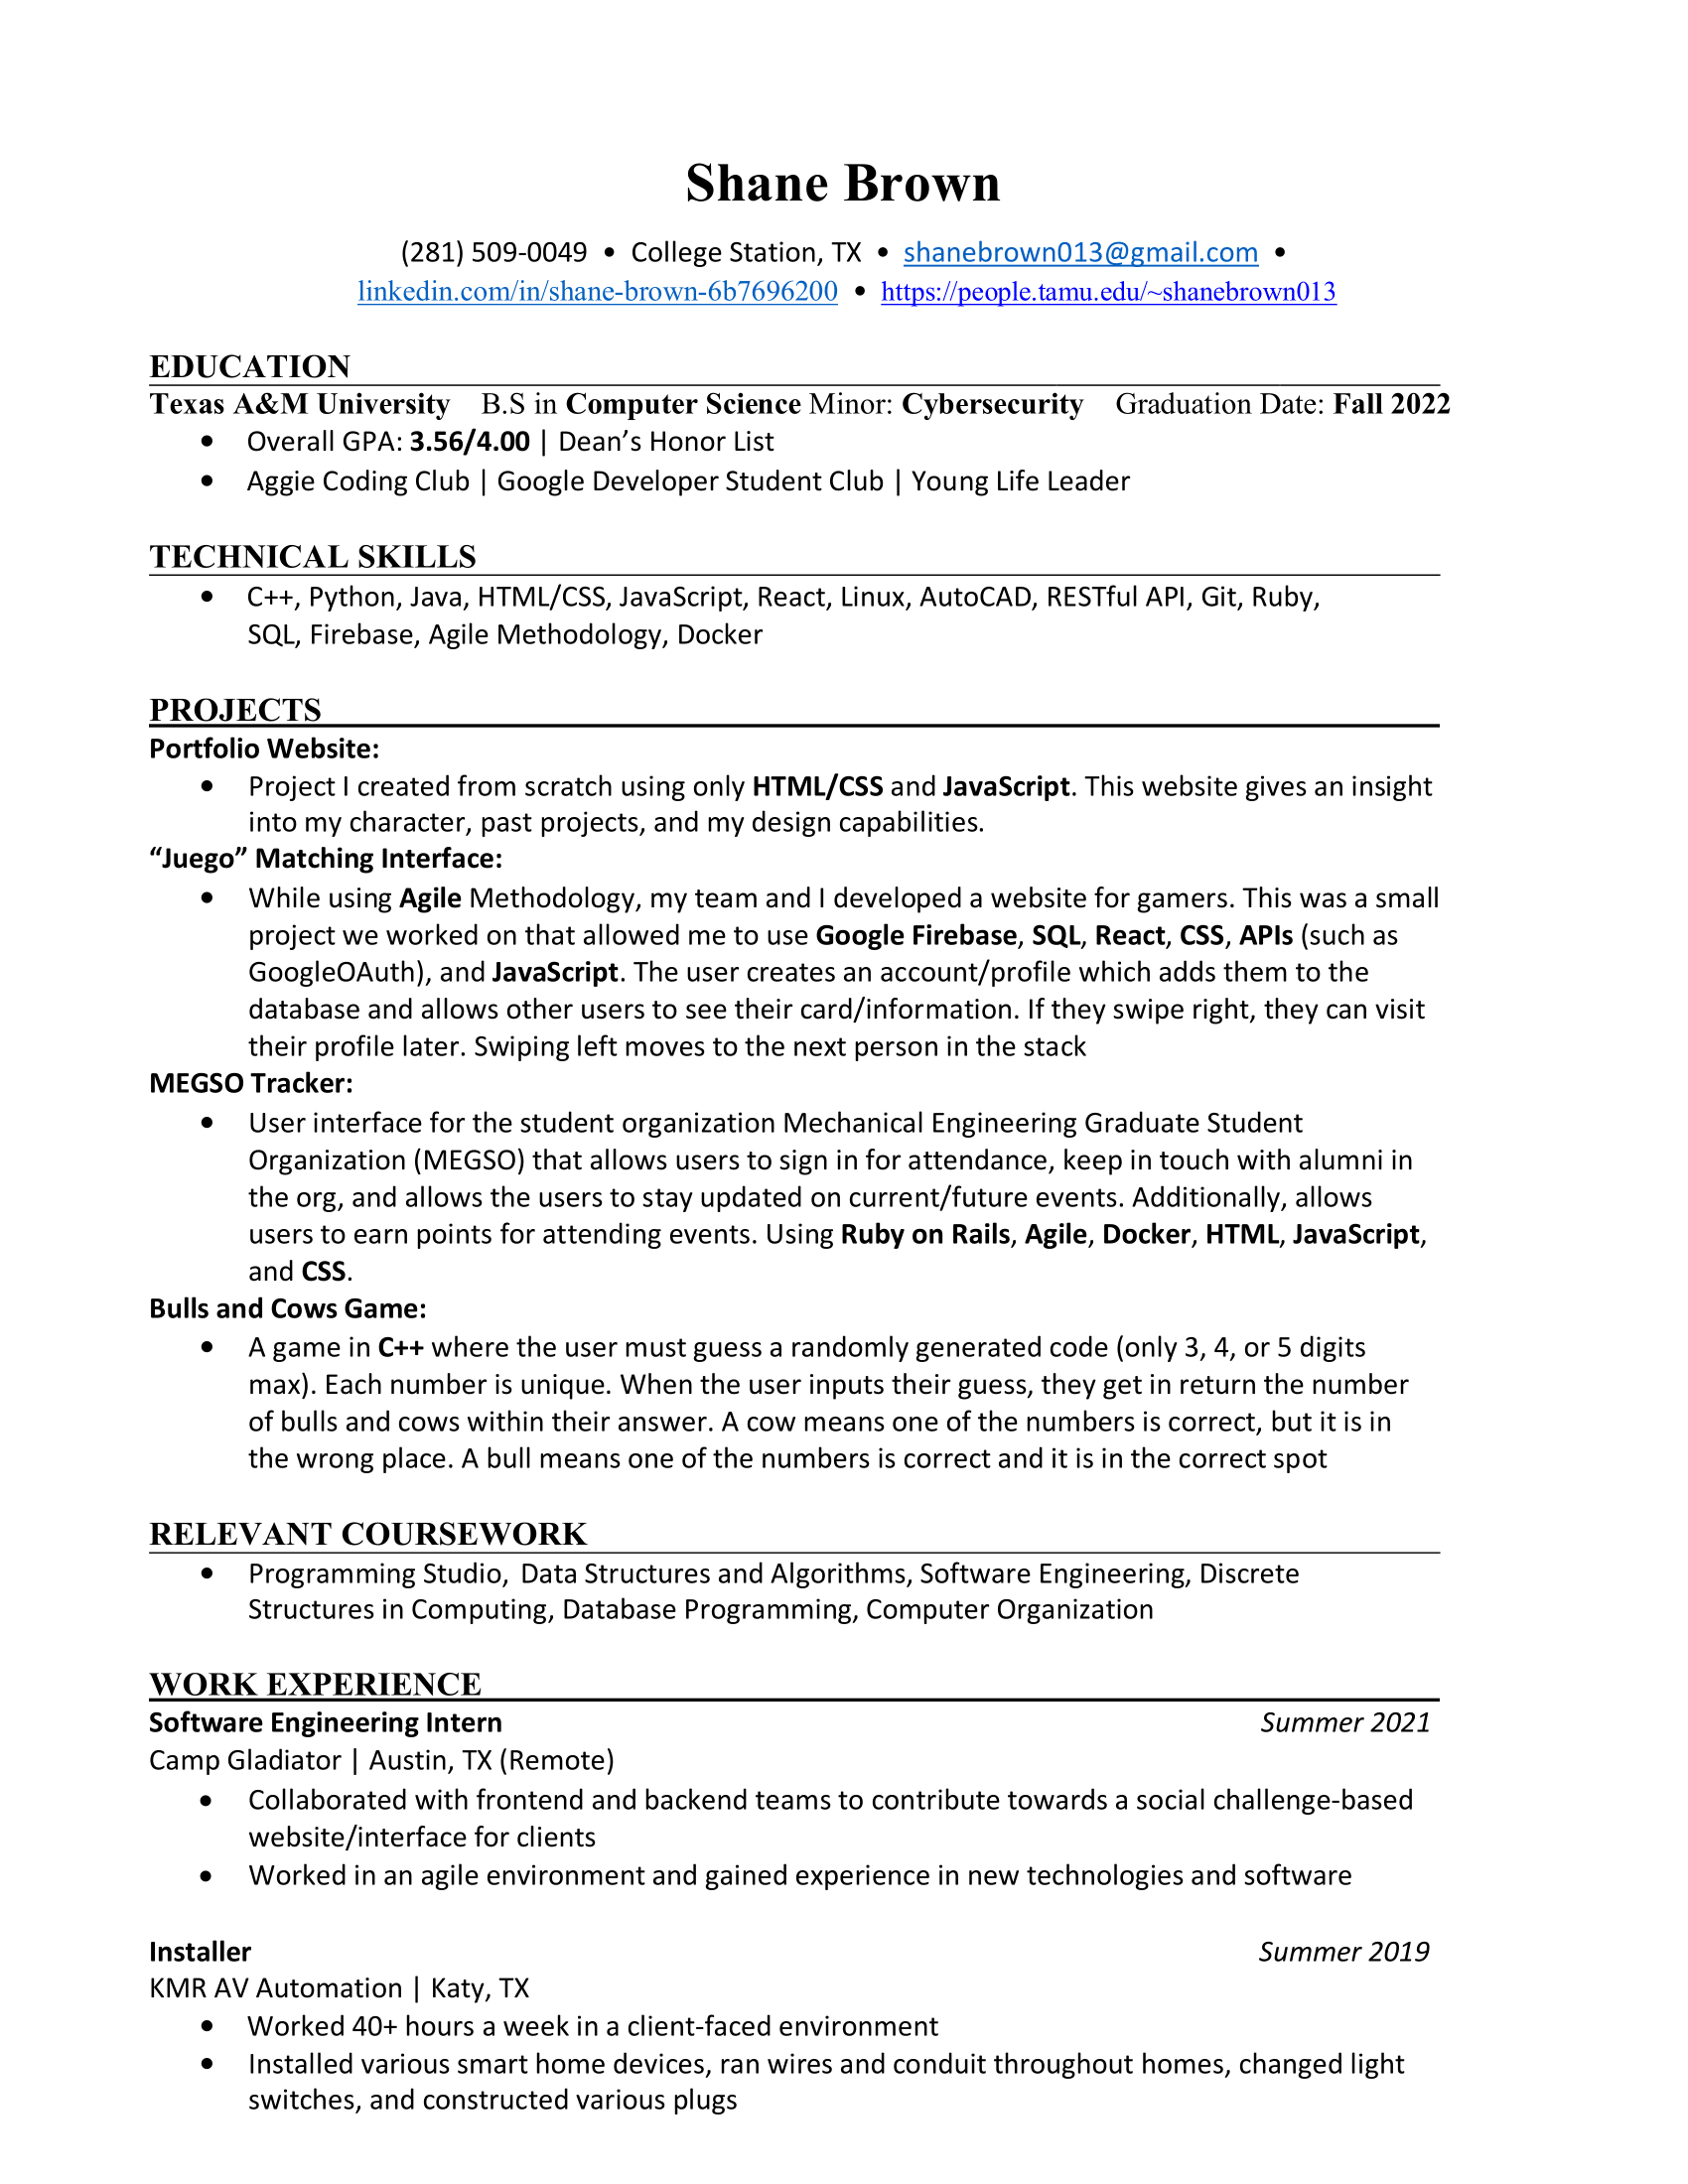 Shane Brown
(281) 509-0049 • College Station, TX • shanebrown013@gmail.com •
linkedin.com/in/shane-brown-6b7696200 • https://people.tamu.edu/~shanebrown013
EDUCATION
Texas A&M University B.S in Computer Science Minor: Cybersecurity Graduation Date: Fall 2022
• Overall GPA: 3.56/4.00 | Dean’s Honor List
• Aggie Coding Club | Google Developer Student Club | Young Life Leader
TECHNICAL SKILLS
• C++, Python, Java, HTML/CSS, JavaScript, React, Linux, AutoCAD, RESTful API, Git, Ruby,
SQL, Firebase, Agile Methodology, Docker
PROJECTS
Portfolio Website:
• Project I created from scratch using only HTML/CSS and JavaScript. This website gives an insight
into my character, past projects, and my design capabilities.
“Juego” Matching Interface:
• While using Agile Methodology, my team and I developed a website for gamers. This was a small
project we worked on that allowed me to use Google Firebase, SQL, React, CSS, APIs (such as
GoogleOAuth), and JavaScript. The user creates an account/profile which adds them to the
database and allows other users to see their card/information. If they swipe right, they can visit
their profile later. Swiping left moves to the next person in the stack
MEGSO Tracker:
• User interface for the student organization Mechanical Engineering Graduate Student
Organization (MEGSO) that allows users to sign in for attendance, keep in touch with alumni in
the org, and allows the users to stay updated on current/future events. Additionally, allows
users to earn points for attending events. Using Ruby on Rails, Agile, Docker, HTML, JavaScript,
and CSS.
Bulls and Cows Game:
• A game in C++ where the user must guess a randomly generated code (only 3, 4, or 5 digits
max). Each number is unique. When the user inputs their guess, they get in return the number
of bulls and cows within their answer. A cow means one of the numbers is correct, but it is in
the wrong place. A bull means one of the numbers is correct and it is in the correct spot
RELEVANT COURSEWORK
• Programming Studio, Data Structures and Algorithms, Software Engineering, Discrete
Structures in Computing, Database Programming, Computer Organization
WORK EXPERIENCE
Software Engineering Intern Summer 2021
Camp Gladiator | Austin, TX (Remote)
• Collaborated with frontend and backend teams to contribute towards a social challenge-based
website/interface for clients
• Worked in an agile environment and gained experience in new technologies and software
Installer Summer 2019
KMR AV Automation | Katy, TX
• Worked 40+ hours a week in a client-faced environment
• Installed various smart home devices, ran wires and conduit throughout homes, changed light
switches, and constructed various plugs